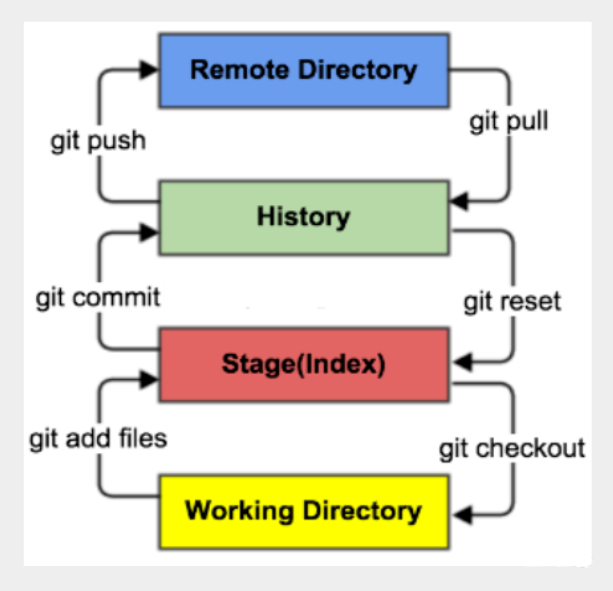 Remote Directory
git push
git pull
History
git commit
git reset
Stage(Index)
git add files
git checkout
Working Directory